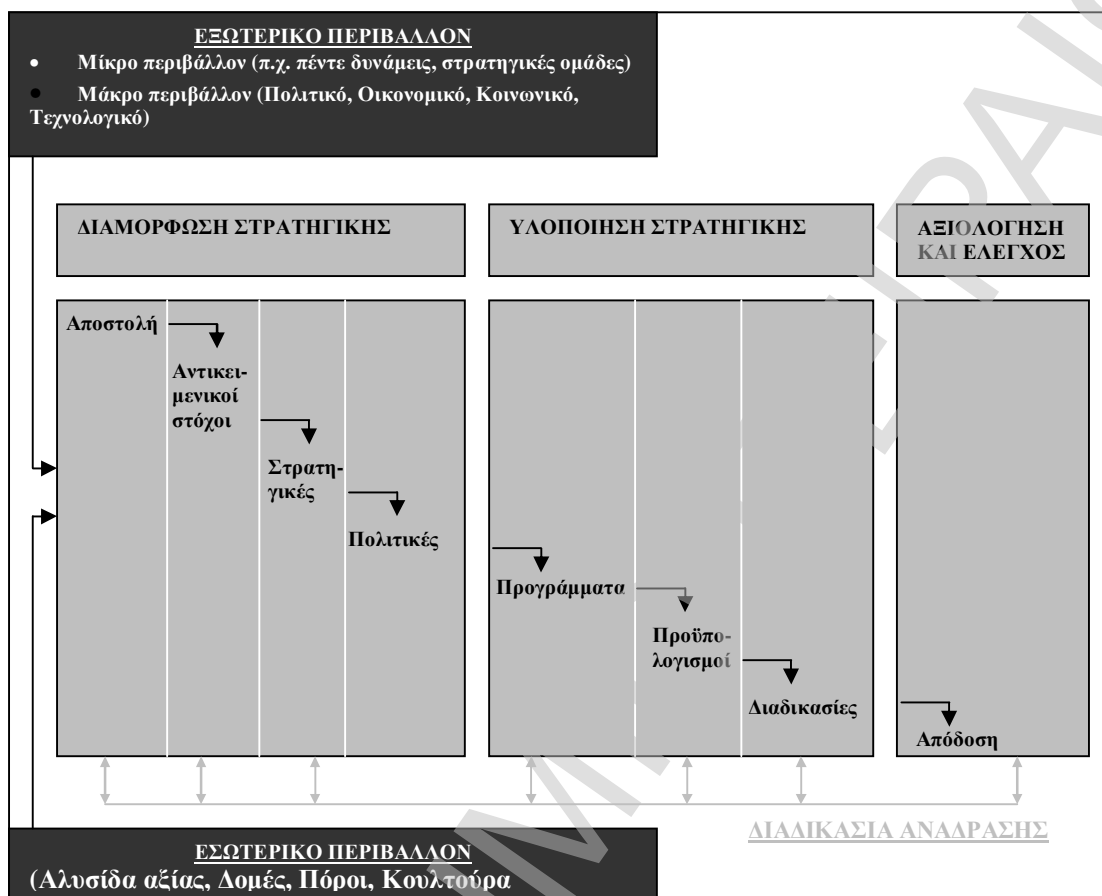 ΕΞΩΤΕΡΙΚΟ ΠΕΡΙΒΑΛΛΟΝ
• Μίκρο περιβάλλον (π.χ. πέντε δυνάμεις, στρατηγικές ομάδες)
• Μάκρο περιβάλλον (Πολιτικό, Οικονομικό, Κοινωνικό,
Τεχνολογικό)
ΔΙΑΜΟΡΦΩΣΗ ΣΤΡΑΤΗΓΙΚΗΣ
ΥΛΟΠΟΙΗΣΗ ΣΤΡΑΤΗΓΙΚΗΣ
ΑΞΙΟΛΟΓΗΣΗ
ΚΑΙ ΕΛΕΓΧΟΣ
Αποστολή
Αντικει-
μενικοί
στόχοι
Στρατη-
γικές
Πολιτικές
Προγράμματα
Προϋπο-
λογισμοί
Διαδικασίες
Απόδοση
ΔΙΑΔΙΚΑΣΙΑ ΑΝΑΔΡΑΣΗΣ
ΕΣΩΤΕΡΙΚΟ ΠΕΡΙΒΑΛΛΟΝ
(Αλυσίδα αξίας, Δομές, Πόροι, Κουλτούρα